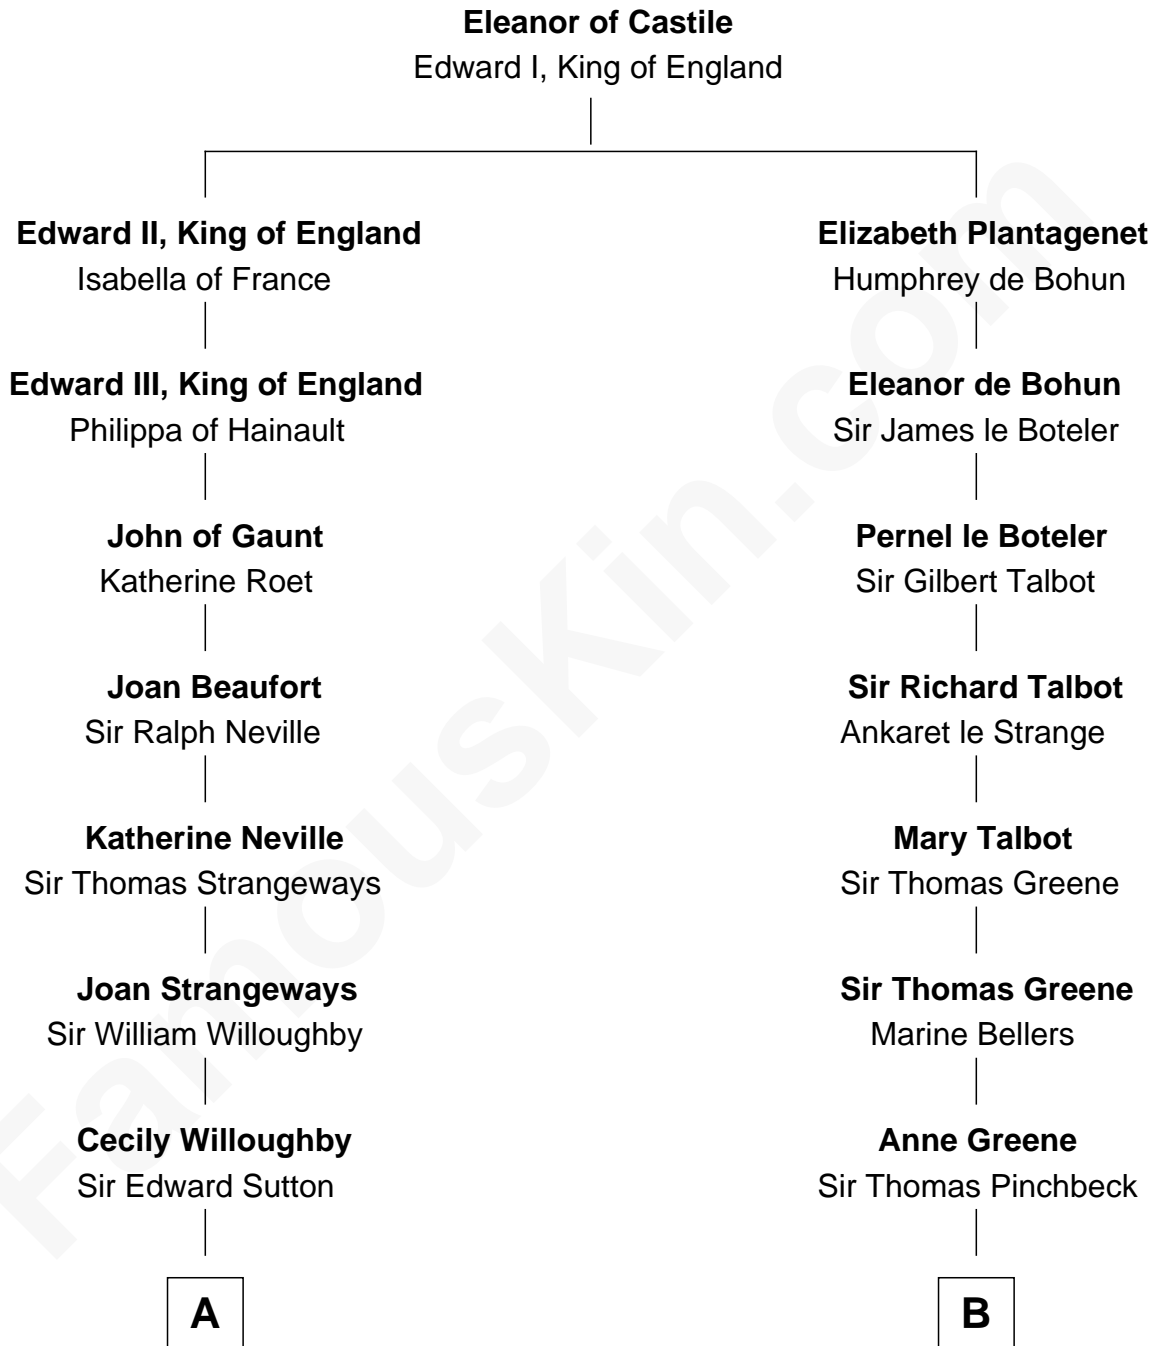 Eleanor of Castile
Edward I, King of England
Edward II, King of England
Isabella of France
Edward III, King of England
Philippa of Hainault
John of Gaunt
Katherine Roet
Joan Beaufort
Sir Ralph Neville
Katherine Neville
Sir Thomas Strangeways
Joan Strangeways
Sir William Willoughby
Cecily Willoughby
Sir Edward Sutton
A
Elizabeth Plantagenet
Humphrey de Bohun
Eleanor de Bohun
Sir James le Boteler
Pernel le Boteler
Sir Gilbert Talbot
Sir Richard Talbot
Ankaret le Strange
Mary Talbot
Sir Thomas Greene
Sir Thomas Greene
Marine Bellers
Anne Greene
Sir Thomas Pinchbeck
B
FamousKin.com